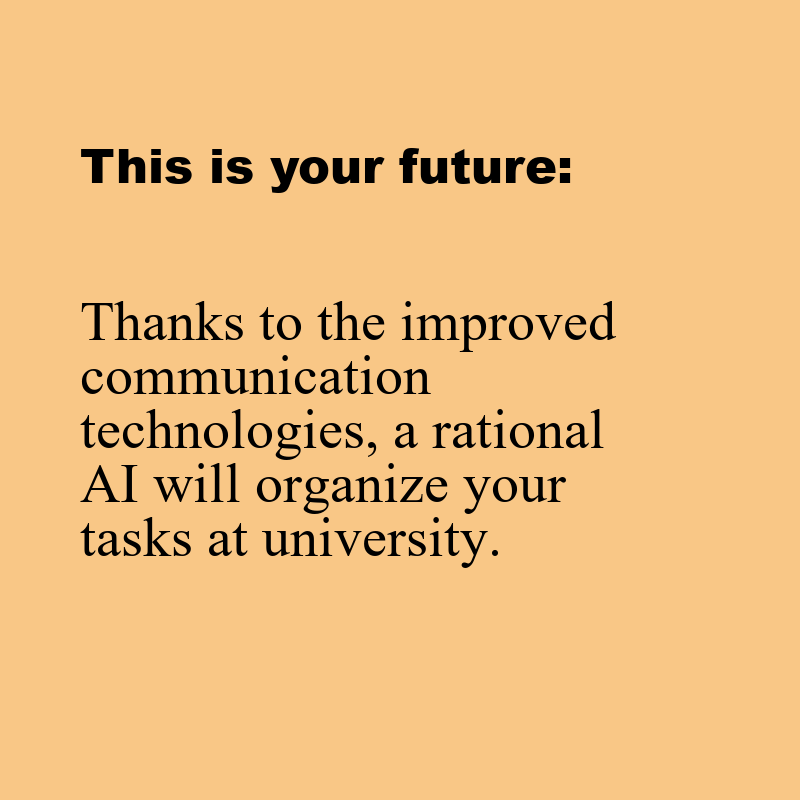 This is your future:
Thanks to the improved
communication
technologies, a rational
AI will organize your
tasks at university.